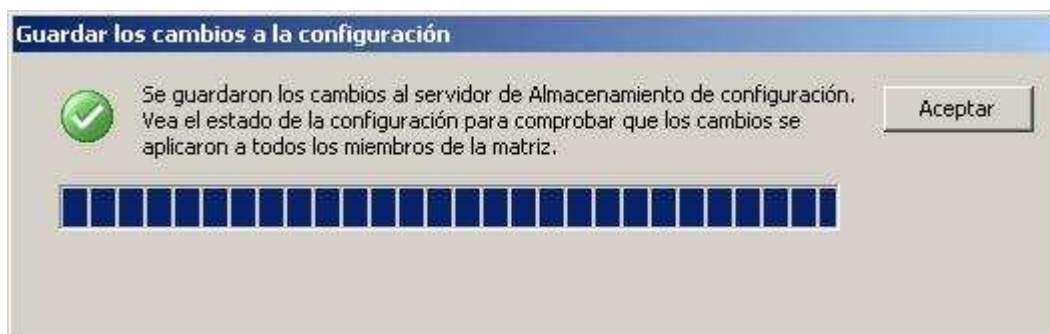 Guardar los cambios a la configuración
Se guardaron los cambios al servidor de Almacenamiento de configuración.
Vea el estado de la configuración para comprobar que los cambios se
aplicaron a todos los miembros de la matriz.
Aceptar